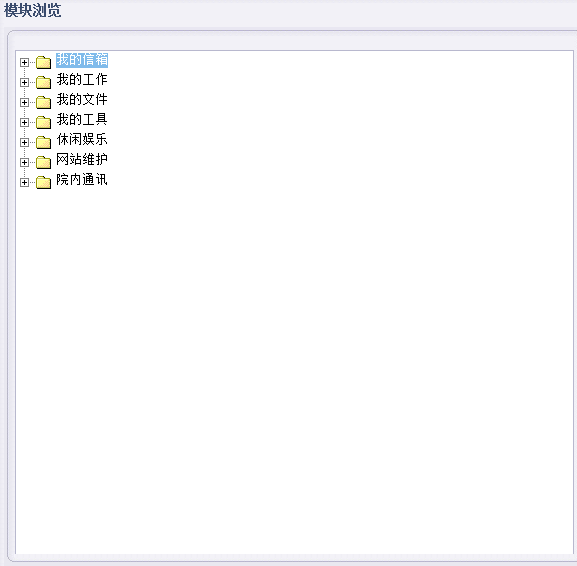 模块浏览
我的信箱
我的工作
我的文件
我的工具
休闲娱乐
网站维护
院内通讯